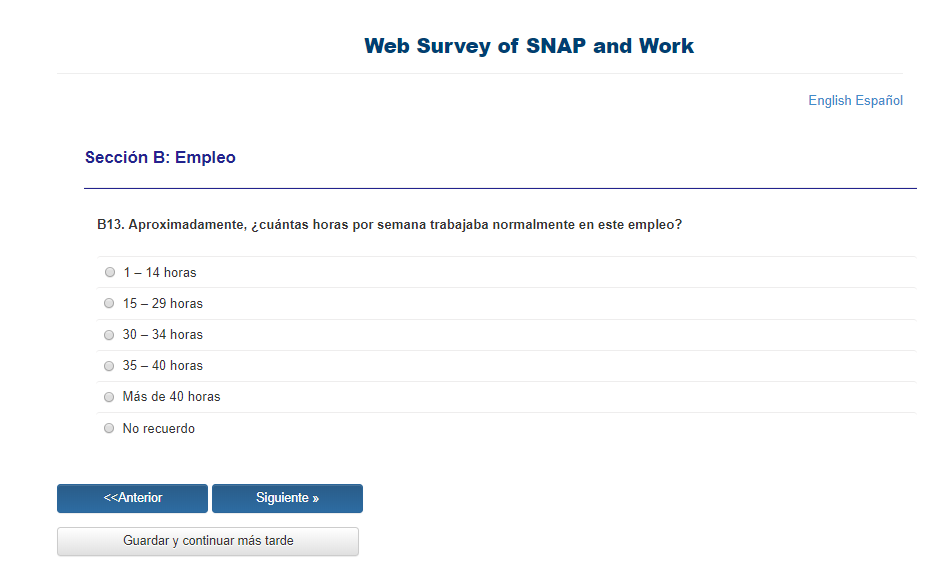 Web Survey of SNAP and Work
English Español
Sección B: Empleo
B13. Aproximadamente, ¿cuántas horas por semana trabajaba normalmente en este empleo?
1 – 14 horas
15 – 29 horas
30 – 34 horas
35 – 40 horas
Más de 40 horas
No recuerdo
<<Anterior
Siguiente »
Guardar y continuar más tarde